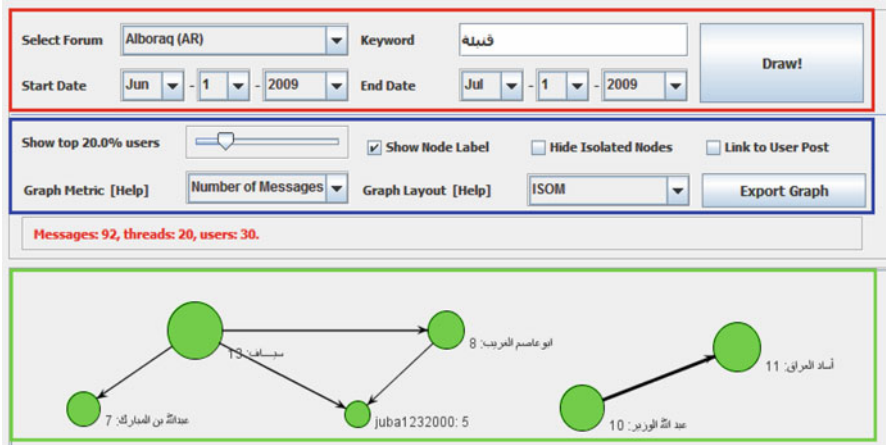 Select Forum Alboraq (AR) Keyword قنبلة
Draw!
Start Date Jun - 1 - 2009 End Date Jul - 1 - 2009
Show top 20.0% users Show Node Label Hide Isolated Nodes Link to User Post
Graph Metric [Help] Number of Messages Graph Layout [Help] ISOM Export Graph
Messages: 92, threads: 20, users: 30.
سياف: 13
ابو عاصم العريب: 8
أساد العراق: 11
عبدالله بن المبارك: 7
juba1232000: 5
عبد الله الوزير: 10